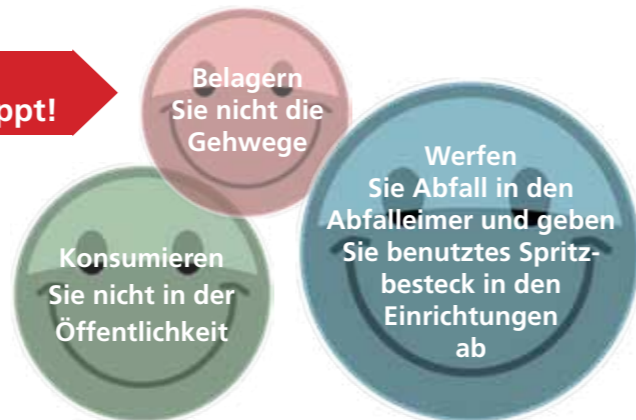 ppt!
Belagern
Sie nicht die
Gehwege
Werfen
Sie Abfall in den
Abfalleimer und geben
Sie benutztes Spritz-
besteck in den
Einrichtungen
ab
Konsumieren
Sie nicht in der
Öffentlichkeit